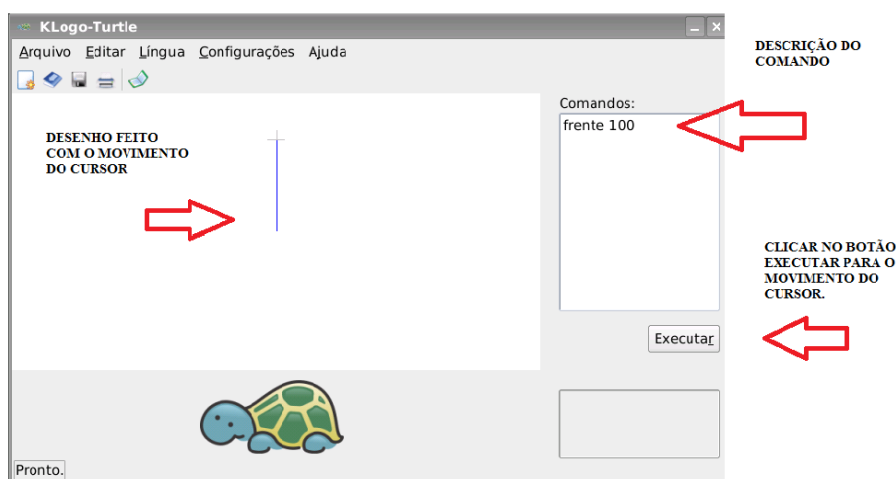 KLogo-Turtle
Arquivo Editar Língua Configurações Ajuda
DESCRIÇÃO DO
COMANDO
Comandos:
frente 100
DESENHO FEITO
COM O MOVIMENTO
DO CURSOR
CLICAR NO BOTÃO
EXECUTAR PARA O
MOVIMENTO DO
CURSOR.
Executar
Pronto.